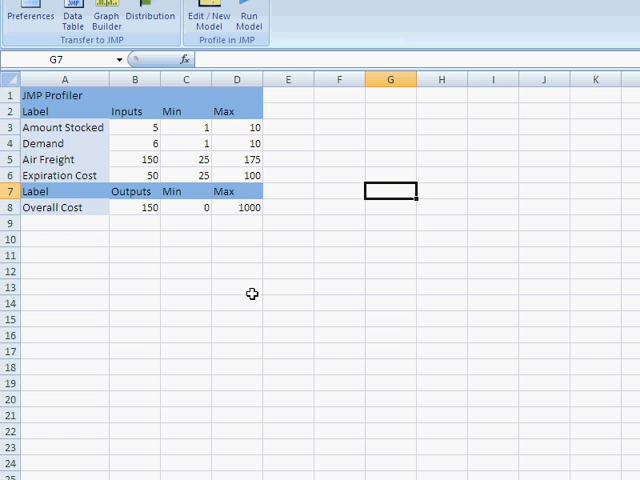 Preferences Data Table Graph Builder Distribution Edit / New Model Run Model
Transfer to JMP Profile in JMP
G7 fx
A B C D E F G H I J K
1 JMP Profiler
2 Label Inputs Min Max
3 Amount Stocked 5 1 10
4 Demand 6 1 10
5 Air Freight 150 25 175
6 Expiration Cost 50 25 100
7 Label Outputs Min Max
8 Overall Cost 150 0 1000
9
10
11
12
13
14
15
16
17
18
19
20
21
22
23
24
25